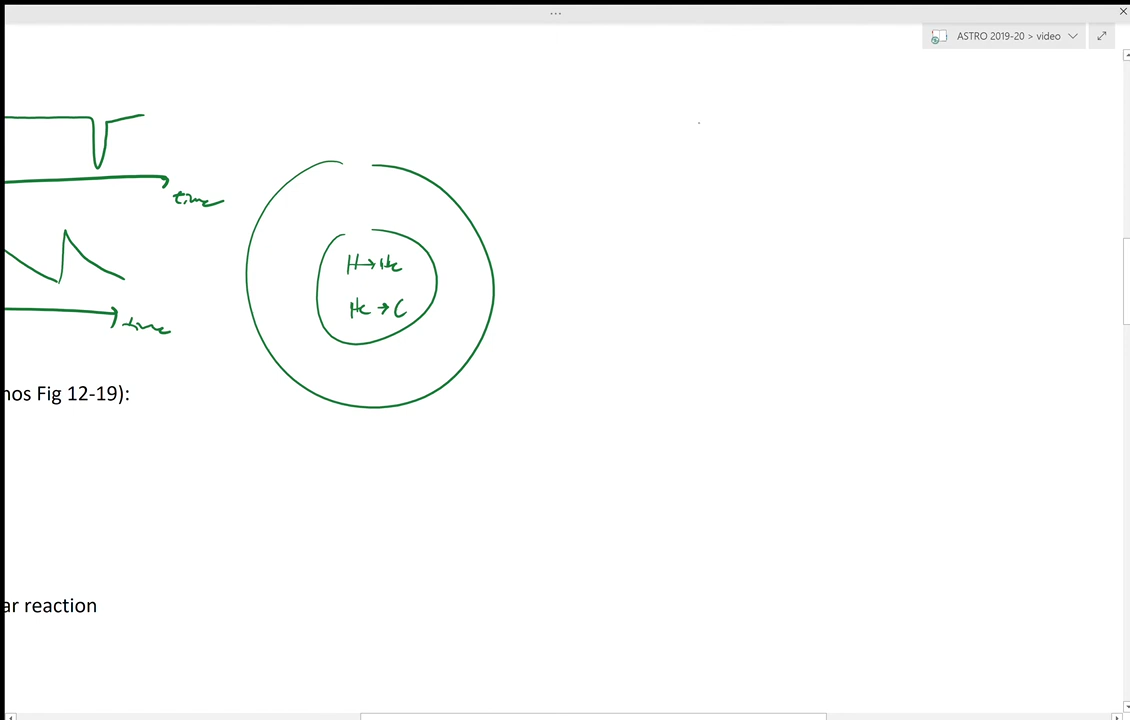 ASTRO 2019-20 > video
time
H→He
He → C
time
nos Fig 12-19):
ar reaction